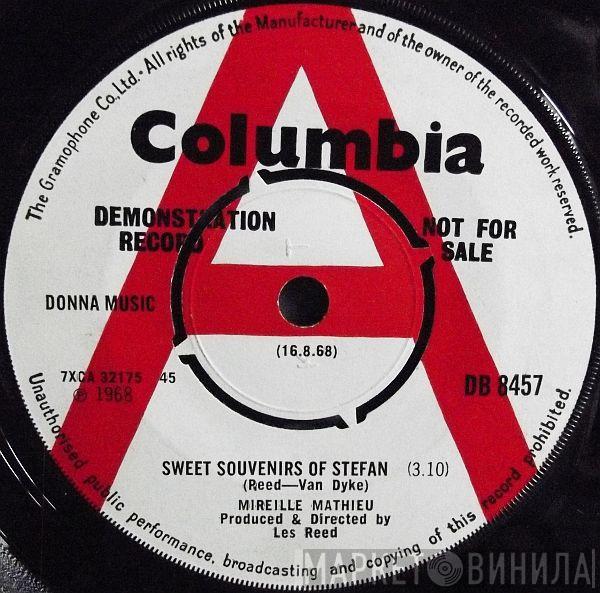 The Gramophone Co. Ltd. · All rights of the Manufacturer and of the owner of the recorded work reserved.
Columbia
DEMONSTRATION RECORD
NOT FOR SALE
DONNA MUSIC
(16.8.68)
7XCA 32175 45
℗ 1968
DB 8457
SWEET SOUVENIRS OF STEFAN (3.10)
(Reed—Van Dyke)
MIREILLE MATHIEU
Produced & Directed by
Les Reed
Unauthorised public performance, broadcasting and copying of this record prohibited.
A
МАРКЕТ ВИНИЛА